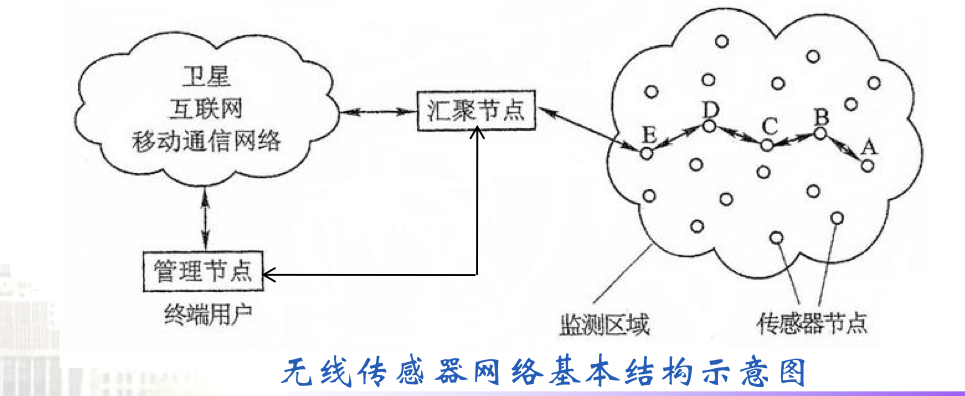 卫星
互联网
移动通信网络
汇聚节点
管理节点
终端用户
E
D
C
B
A
监测区域
传感器节点
无线传感器网络基本结构示意图